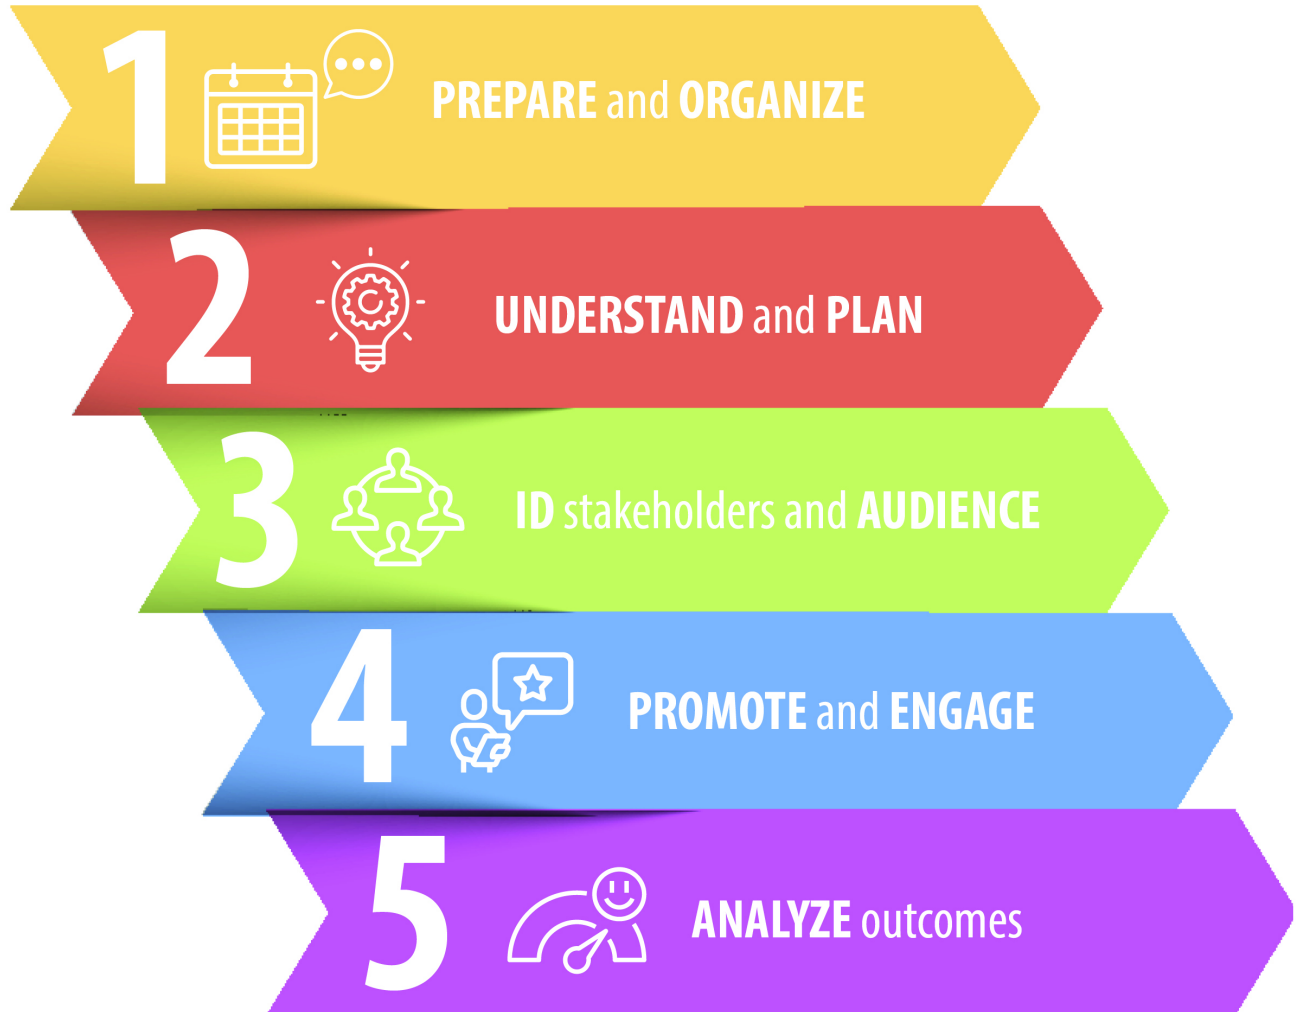 1
PREPARE and ORGANIZE
2
UNDERSTAND and PLAN
3
ID stakeholders and AUDIENCE
4
PROMOTE and ENGAGE
5
ANALYZE outcomes